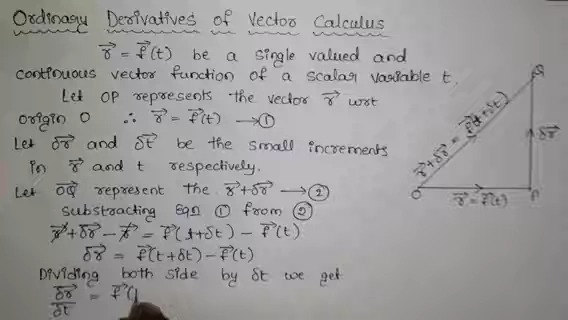 Ordinary Derivatives of Vector Calculus
r⃗ = f⃗(t) be a single valued and
continuous vector function of a scalar variable t.
Let OP represents the vector r⃗ wrt
origin O ∴ r⃗ = f⃗(t) → ①
Let δr⃗ and δt⃗ be the small increments
in r⃗ and t respectively.
Let OQ⃗ represent the r⃗+δr⃗ → ②
substracting Eqn ① from ②
r⃗+δr⃗ - r⃗ = f⃗(t+δt) - f⃗(t)
δr⃗ = f⃗(t+δt) - f⃗(t)
Dividing both side by δt we get
δr⃗/δt = f⃗(
Q
r⃗+δr⃗ = f⃗(t+δt)
δr⃗
O
P
r⃗ = f⃗(t)